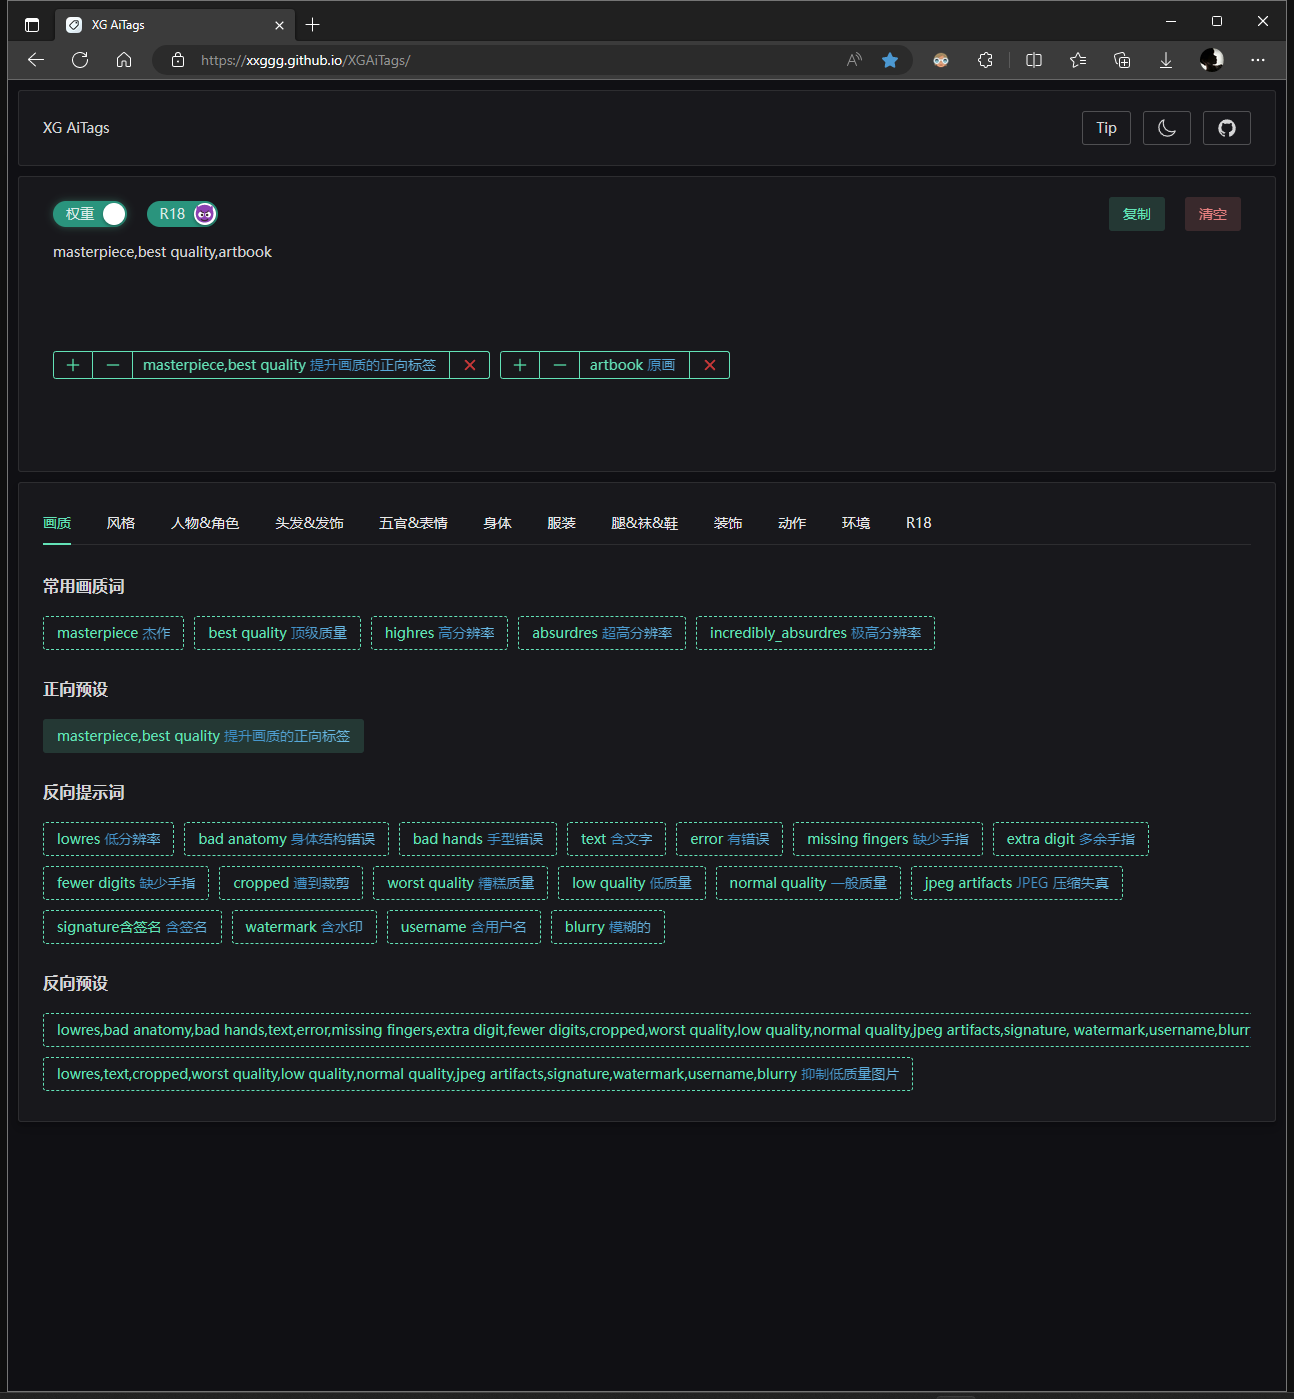 XG AiTags
https://xxggg.github.io/XGAiTags/
XG AiTags
Tip
权重 R18 复制 清空
masterpiece,best quality,artbook
masterpiece,best quality 提升画质的正向标签 artbook 原画
画质 风格 人物&角色 头发&发饰 五官&表情 身体 服装 腿&袜&鞋 装饰 动作 环境 R18
常用画质词
masterpiece 杰作 best quality 顶级质量 highres 高分辨率 absurdres 超高分辨率 incredibly_absurdres 极高分辨率
正向预设
masterpiece,best quality 提升画质的正向标签
反向提示词
lowres 低分辨率 bad anatomy 身体结构错误 bad hands 手型错误 text 含文字 error 有错误 missing fingers 缺少手指 extra digit 多余手指
fewer digits 缺少手指 cropped 遭到裁剪 worst quality 糟糕质量 low quality 低质量 normal quality 一般质量 jpeg artifacts JPEG 压缩失真
signature含签名 含签名 watermark 含水印 username 含用户名 blurry 模糊的
反向预设
lowres,bad anatomy,bad hands,text,error,missing fingers,extra digit,fewer digits,cropped,worst quality,low quality,normal quality,jpeg artifacts,signature, watermark,username,blurr
lowres,text,cropped,worst quality,low quality,normal quality,jpeg artifacts,signature,watermark,username,blurry 抑制低质量图片